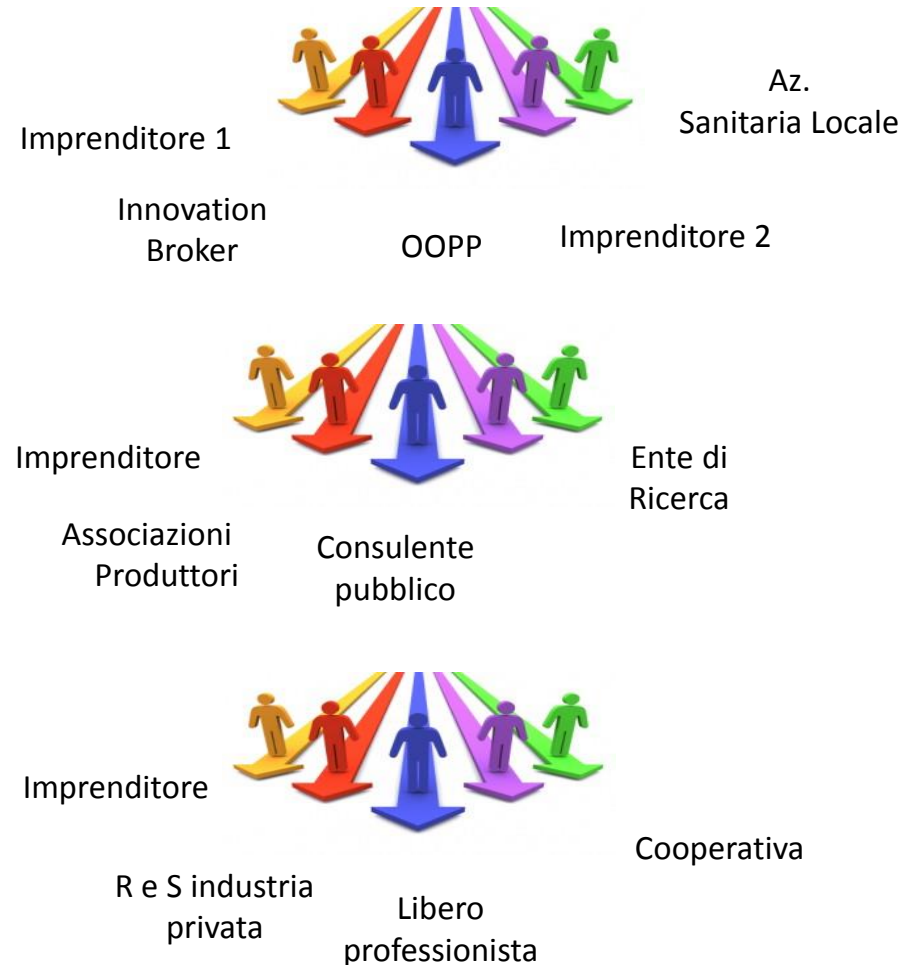 Az.
Sanitaria Locale
Imprenditore 1
Innovation
Broker
OOPP
Imprenditore 2
Imprenditore
Ente di
Ricerca
Associazioni
Produttori
Consulente
pubblico
Imprenditore
Cooperativa
R e S industria
privata
Libero
professionista